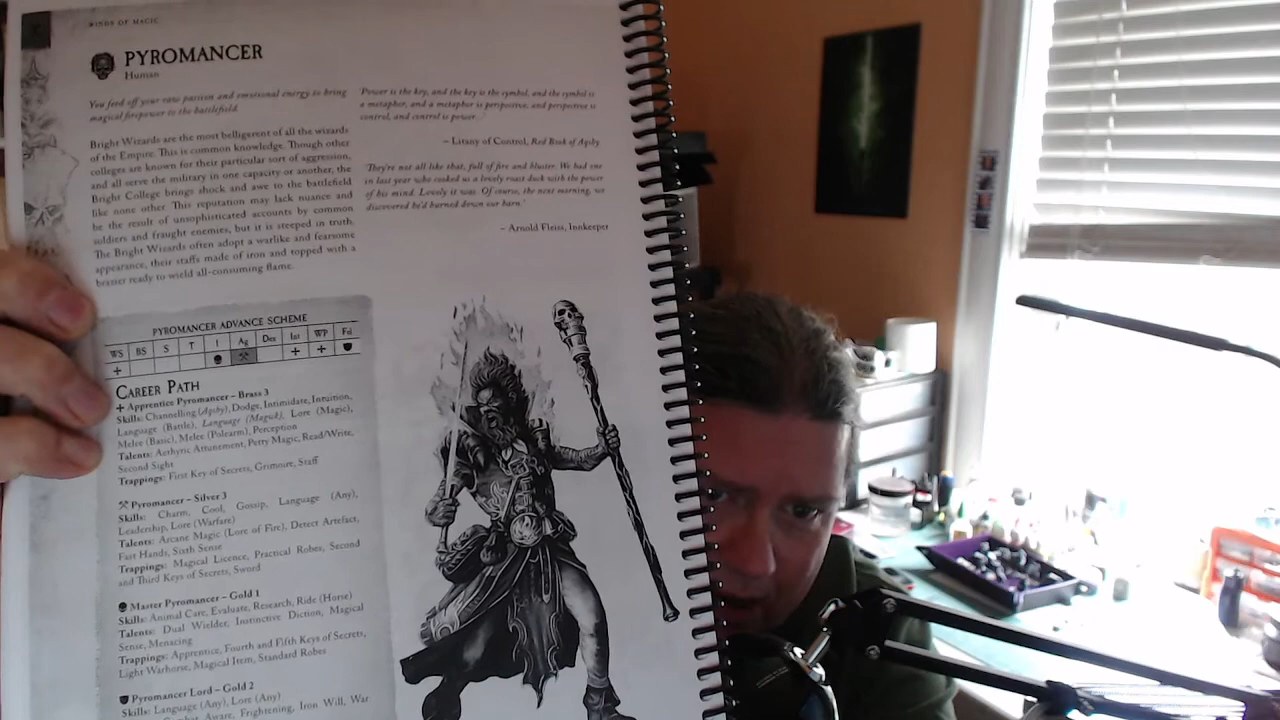 WINDS OF MAGIC
PYROMANCER
Human
You feed off your raw passion and emotional energy to bring
magical firepower to the battlefield.
Bright Wizards are the most belligerent of all the wizards
of the Empire. This is common knowledge. Though other
colleges are known for their particular sort of aggression,
and all serve the military in one capacity or another, the
Bright College brings shock and awe to the battlefield
like none other. This reputation may lack nuance and
be the result of unsophisticated accounts by common
soldiers and fraught enemies, but it is steeped in truth.
The Bright Wizards often adopt a warlike and fearsome
appearance, their staffs made of iron and topped with a
brazier ready to wield all-consuming flame.
'Power is the key, and the key is the symbol, and the symbol is
a metaphor, and a metaphor is perspective, and perspective is
control, and control is power.'
– Litany of Control, Red Book of Aqshy
'They're not all like that, full of fire and bluster. We had one
in last year who cooked us a lovely roast duck with the power
of his mind. Lovely it was. Of course, the next morning, we
discovered he'd burned down our barn.'
– Arnold Fleiss, Innkeeper
PYROMANCER ADVANCE SCHEME
WS BS S T I Ag Dex Int WP Fel
CAREER PATH
Apprentice Pyromancer – Brass 3
Skills: Channelling (Aqshy), Dodge, Intimidate, Intuition,
Language (Battle), Language (Magick), Lore (Magic),
Melee (Basic), Melee (Polearm), Perception
Talents: Aethyric Attunement, Petty Magic, Read/Write,
Second Sight
Trappings: First Key of Secrets, Grimoire, Staff
Pyromancer – Silver 3
Skills: Charm, Cool, Gossip, Language (Any),
Leadership, Lore (Warfare)
Talents: Arcane Magic (Lore of Fire), Detect Artefact,
Fast Hands, Sixth Sense
Trappings: Magical Licence, Practical Robes, Second
and Third Keys of Secrets, Sword
Master Pyromancer – Gold 1
Skills: Animal Care, Evaluate, Research, Ride (Horse)
Talents: Dual Wielder, Instinctive Diction, Magical
Sense, Menacing
Trappings: Apprentice, Fourth and Fifth Keys of Secrets,
Light Warhorse, Magical Item, Standard Robes
Pyromancer Lord – Gold 2
Skills: Language (Any), Lore (Any)
Combat Aware, Frightening, Iron Will, War